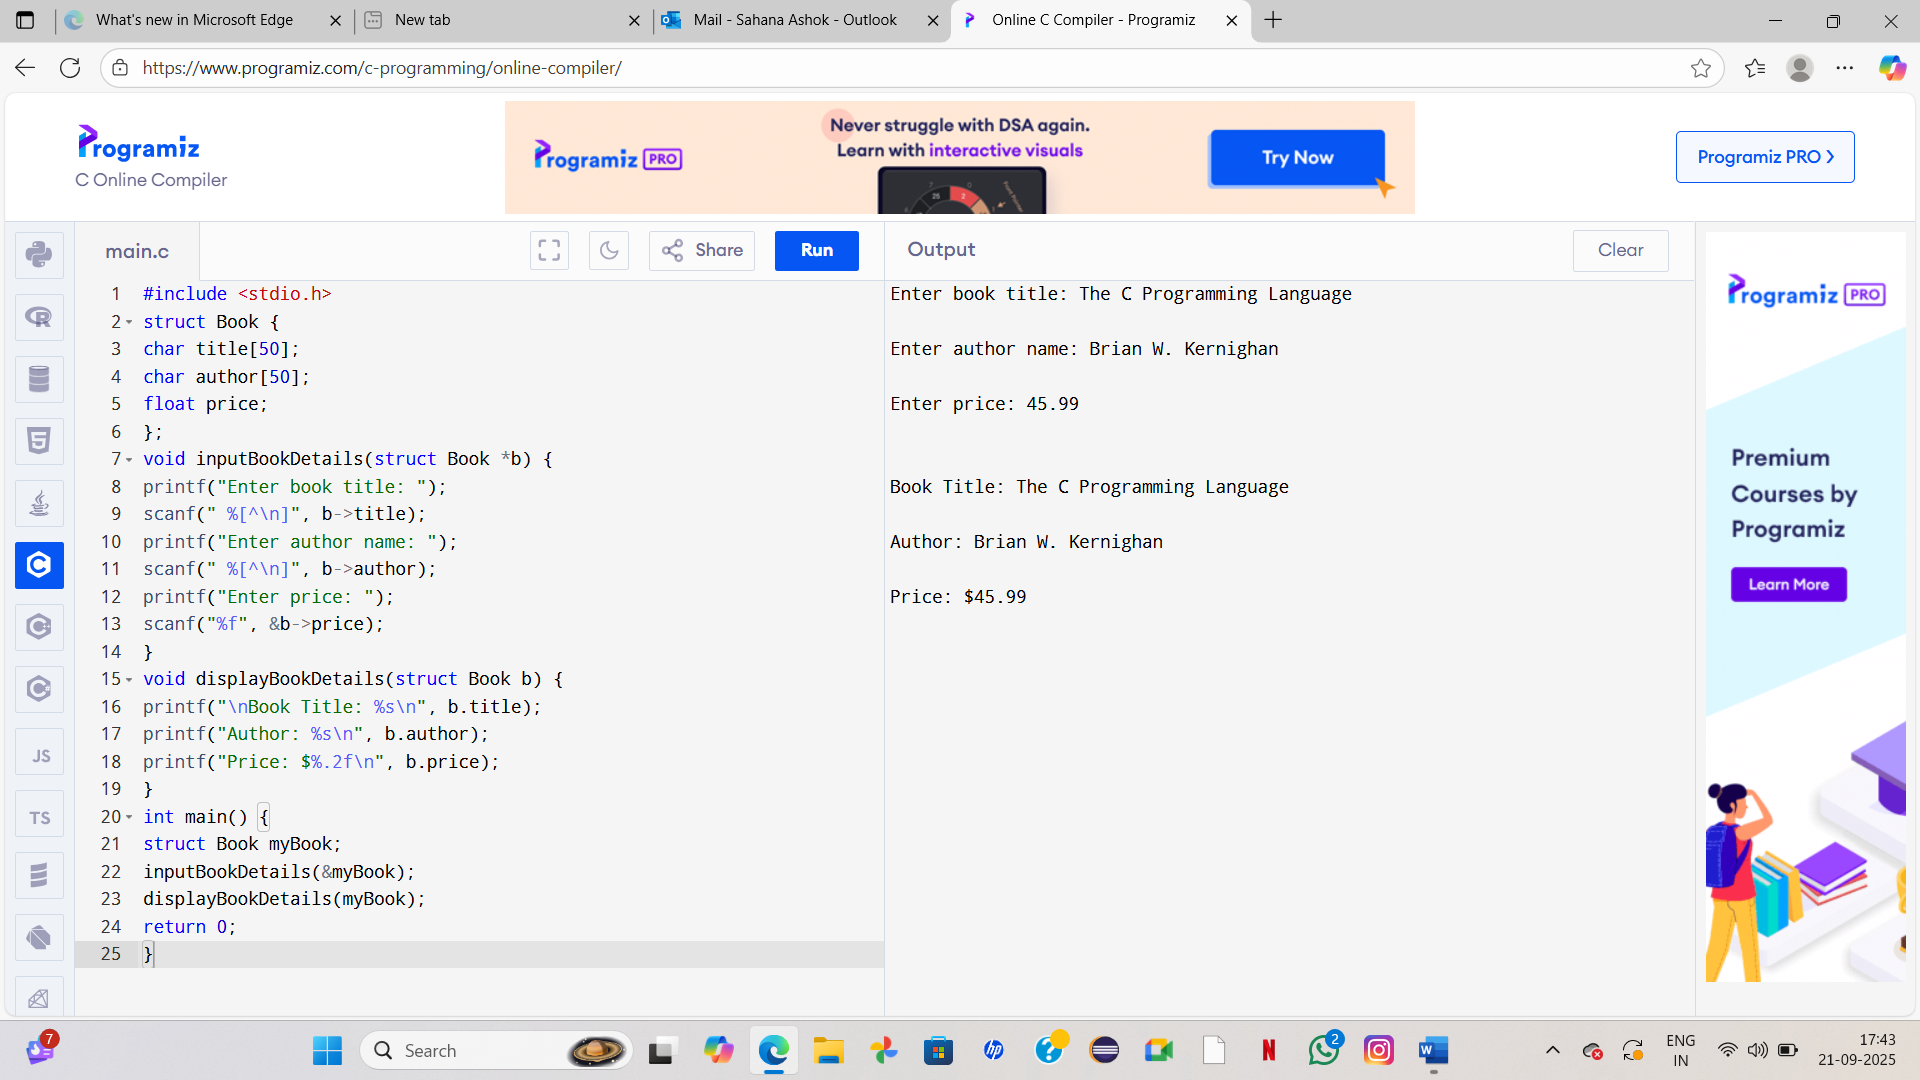 What's new in Microsoft Edge
New tab
Mail - Sahana Ashok - Outlook
Online C Compiler - Programiz
https://www.programiz.com/c-programming/online-compiler/
Programiz
C Online Compiler
Programiz PRO
Never struggle with DSA again.
Learn with interactive visuals
Try Now
Programiz PRO
main.c
Share
Run
Output
Clear
1 #include <stdio.h>
2 struct Book {
3 char title[50];
4 char author[50];
5 float price;
6 };
7 void inputBookDetails(struct Book *b) {
8 printf("Enter book title: ");
9 scanf(" %[^\n]", b->title);
10 printf("Enter author name: ");
11 scanf(" %[^\n]", b->author);
12 printf("Enter price: ");
13 scanf("%f", &b->price);
14 }
15 void displayBookDetails(struct Book b) {
16 printf("\nBook Title: %s\n", b.title);
17 printf("Author: %s\n", b.author);
18 printf("Price: $%.2f\n", b.price);
19 }
20 int main() {
21 struct Book myBook;
22 inputBookDetails(&myBook);
23 displayBookDetails(myBook);
24 return 0;
25 }
Enter book title: The C Programming Language
Enter author name: Brian W. Kernighan
Enter price: 45.99
Book Title: The C Programming Language
Author: Brian W. Kernighan
Price: $45.99
JS
TS
Programiz PRO
Premium
Courses by
Programiz
Learn More
7
Search
hp
2
ENG
IN
17:43
21-09-2025